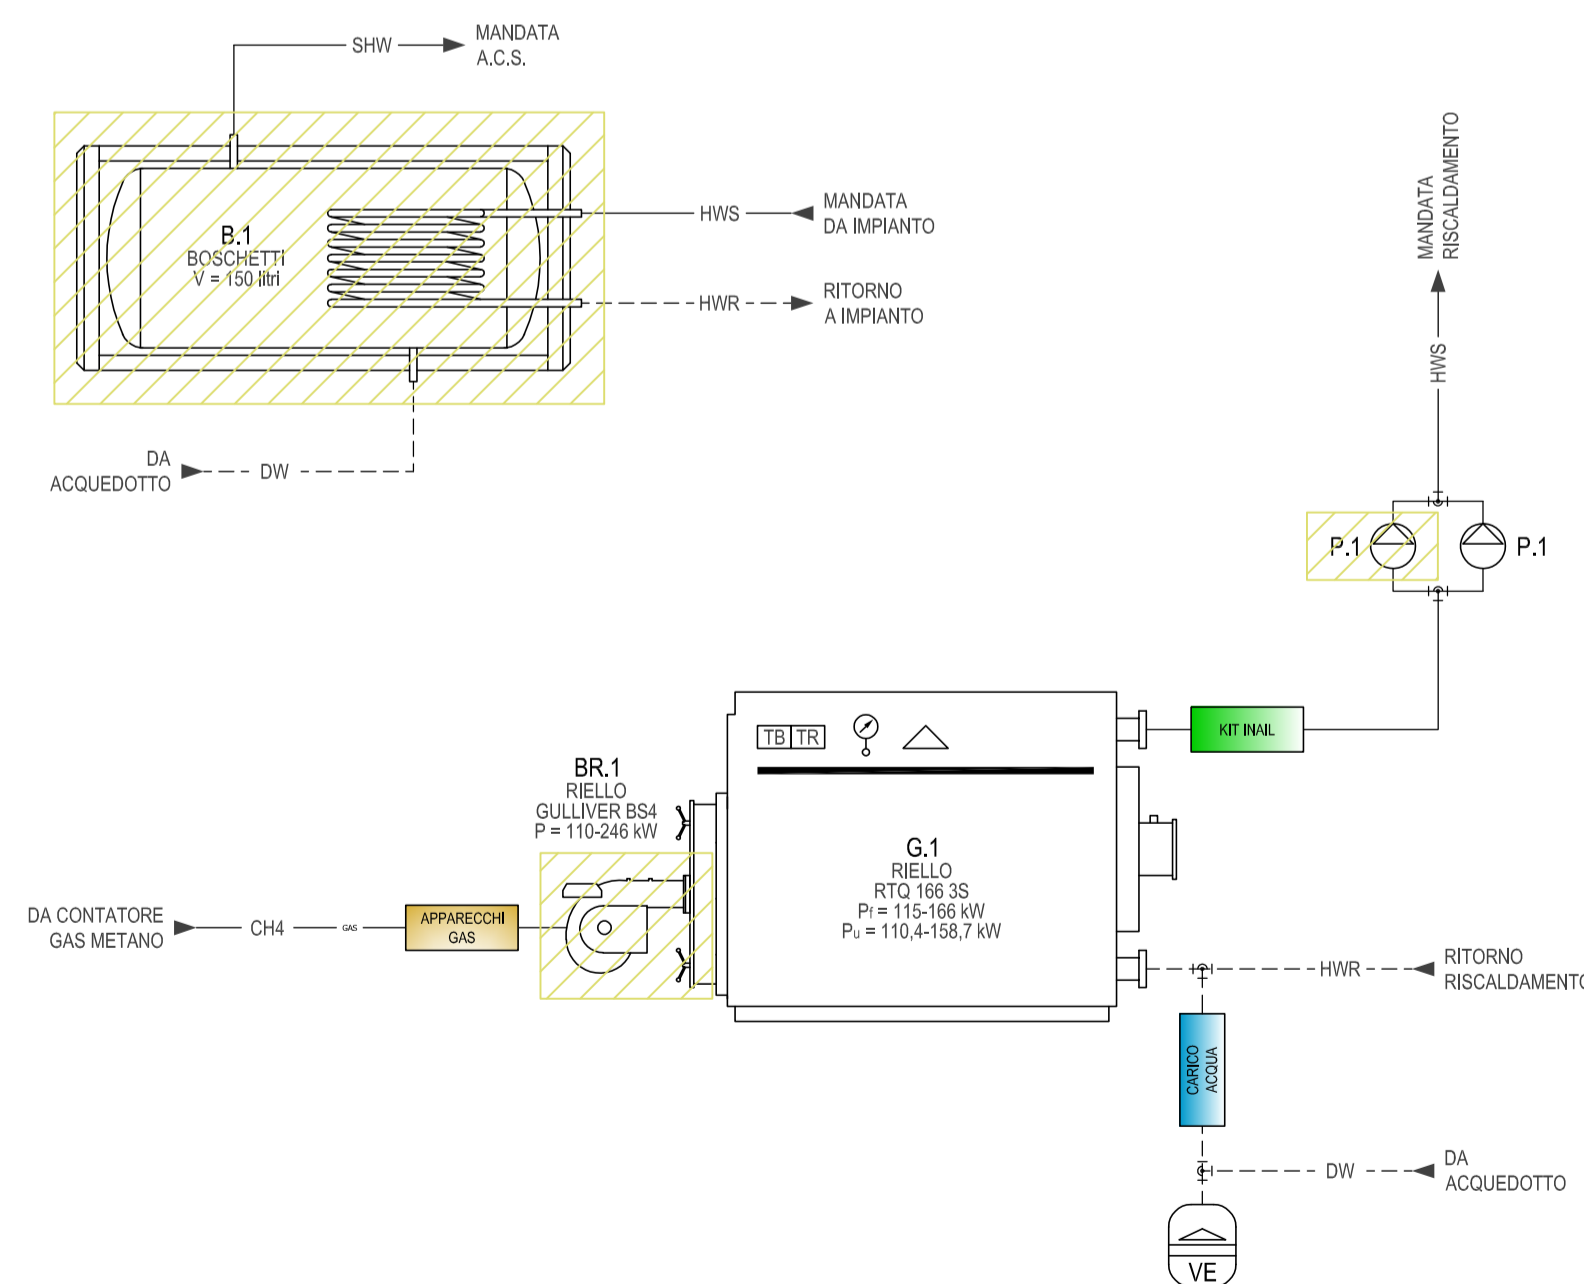 SHW
MANDATA
A.C.S.
B.1
BOSCHETTI
V = 150 litri
HWS
MANDATA
DA IMPIANTO
HWR
RITORNO
A IMPIANTO
DA
ACQUEDOTTO
DW
MANDATA
RISCALDAMENTO
HWS
P.1
P.1
KIT INAIL
TB TR
BR.1
RIELLO
GULLIVER BS4
P = 110-246 kW
G.1
RIELLO
RTQ 166 3S
Pf = 115-166 kW
Pu = 110,4-158,7 kW
DA CONTATORE
GAS METANO
CH4
GAS
APPARECCHI
GAS
HWR
RITORNO
RISCALDAMENTO
CARICO
ACQUA
DW
DA
ACQUEDOTTO
VE